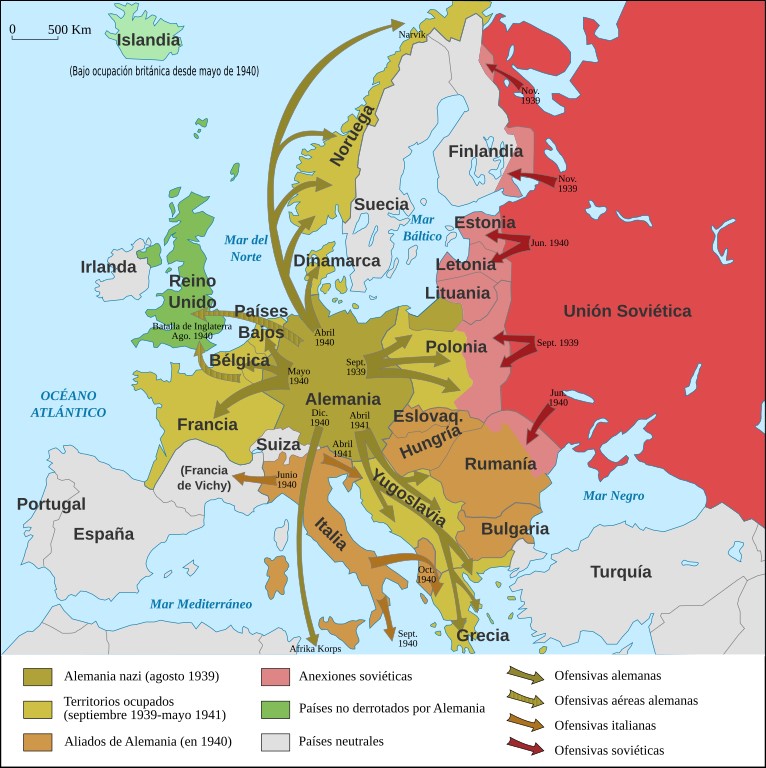 0 500 Km
Islandia
(Bajo ocupación británica desde mayo de 1940)
Narvik
Nov.
1939
Noruega
Finlandia
Nov.
1939
Suecia
Mar
Báltico
Estonia
Jun. 1940
Mar del
Norte
Dinamarca
Letonia
Irlanda
Reino
Unido
Lituania
Países
Bajos
Unión Soviética
Batalla de Inglaterra
Ago. 1940
Abril
1940
Polonia
Sept. 1939
Bélgica
Mayo
1940
Sept.
1939
OCÉANO
ATLÁNTICO
Alemania
Jun.
1940
Dic.
1940
Abril
1941
Eslovaq.
Francia
Suiza
Abril
1941
Hungría
Rumanía
(Francia
de Vichy)
Junio
1940
Yugoslavia
Mar Negro
Portugal
España
Italia
Bulgaria
Oct.
1940
Turquía
Mar Mediterráneo
Sept.
1940
Grecia
Afrika Korps
Alemania nazi (agosto 1939)
Territorios ocupados
(septiembre 1939-mayo 1941)
Aliados de Alemania (en 1940)
Anexiones soviéticas
Países no derrotados por Alemania
Países neutrales
Ofensivas alemanas
Ofensivas aéreas alemanas
Ofensivas italianas
Ofensivas soviéticas